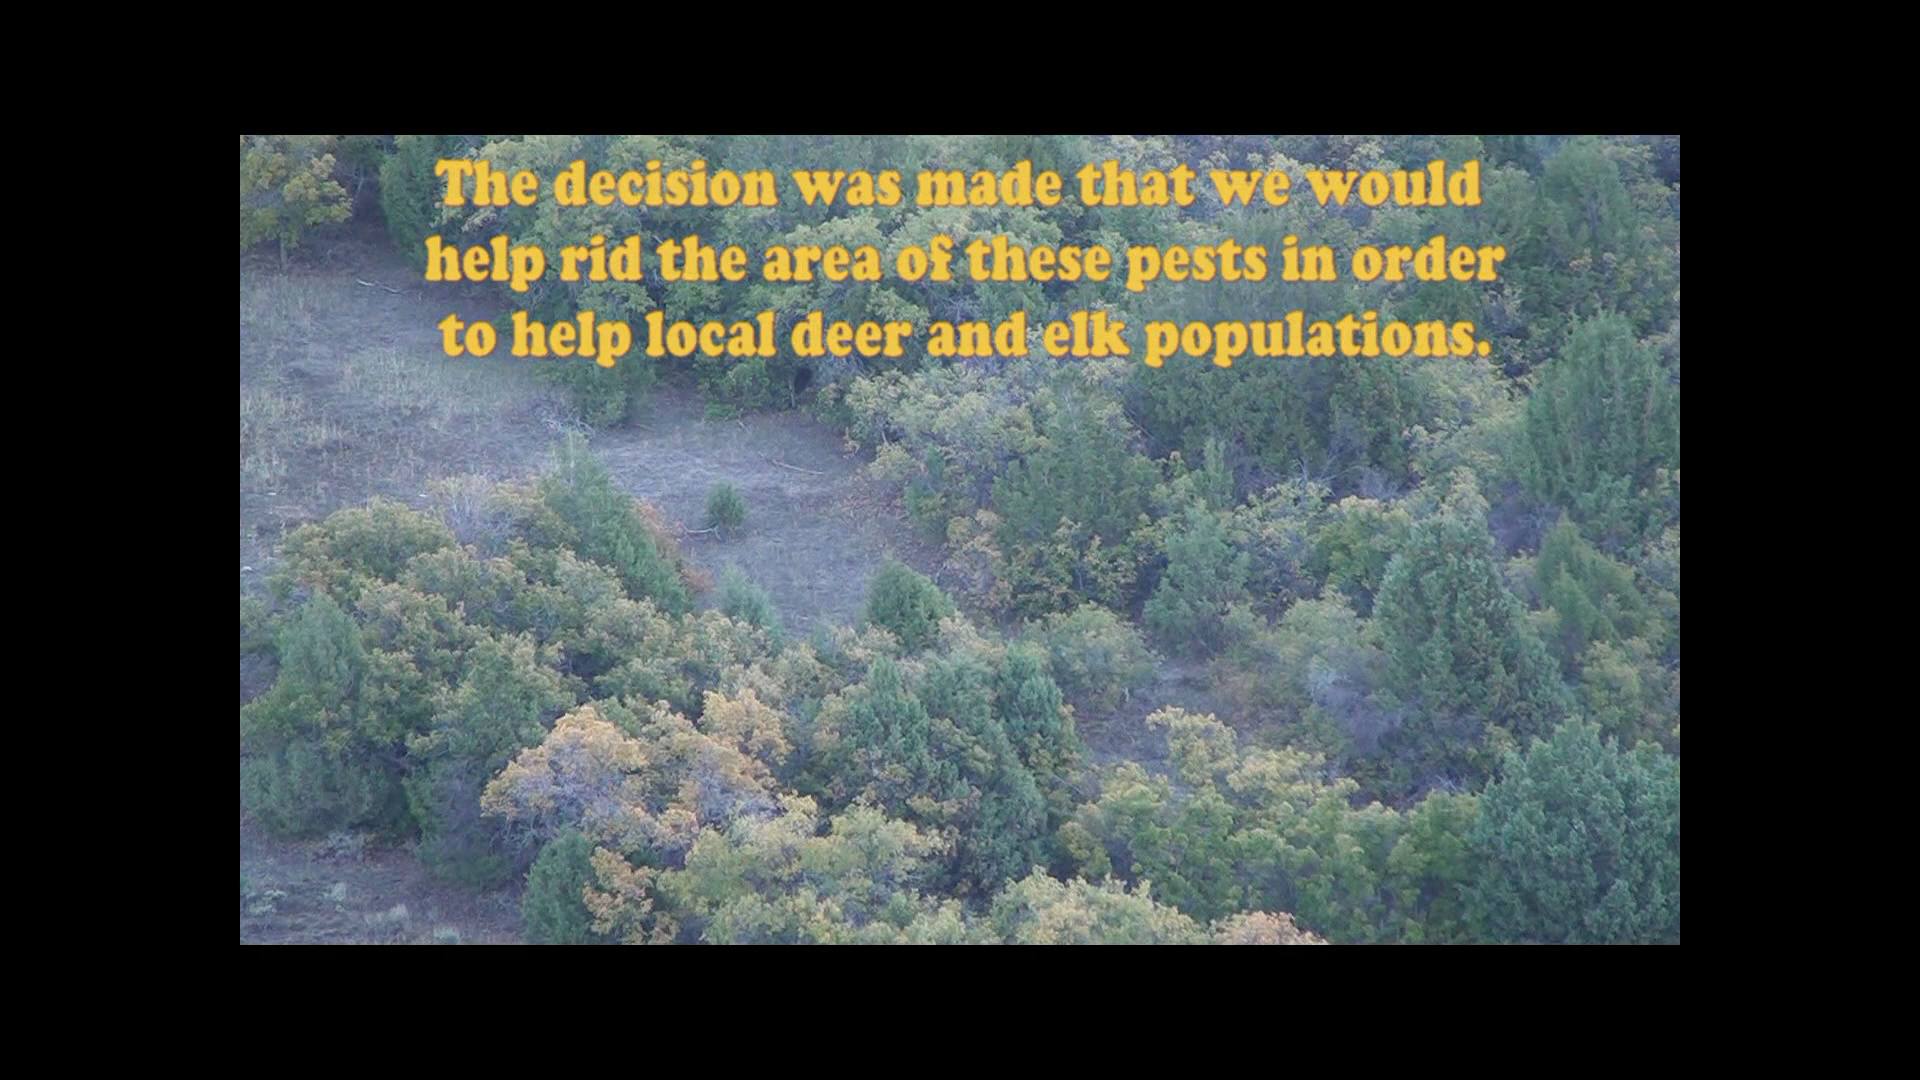 The decision was made that we would
help rid the area of these pests in order
to help local deer and elk populations.